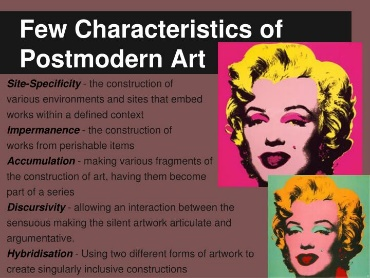 Few Characteristics of
Postmodern Art
Site-Specificity - the construction of
various environments and sites that embed
works within a defined context
Impermanence - the construction of
works from perishable items
Accumulation - making various fragments of
the construction of art, having them become
part of a series
Discursivity - allowing an interaction between the
sensuous making the silent artwork articulate and
argumentative.
Hybridisation - Using two different forms of artwork to
create singularly inclusive constructions